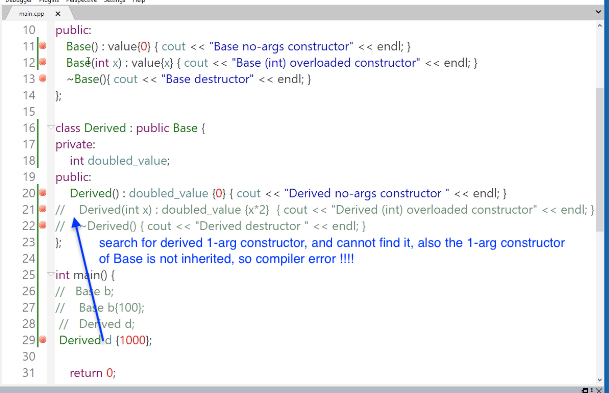 Debugger Plugins Perspective Settings Help
main.cpp
10 public:
11 Base() : value{0} { cout << "Base no-args constructor" << endl; }
12 Base(int x) : value{x} { cout << "Base (int) overloaded constructor" << endl; }
13 ~Base(){ cout << "Base destructor" << endl; }
14 };
15
16 class Derived : public Base {
17 private:
18 int doubled_value;
19 public:
20 Derived() : doubled_value {0} { cout << "Derived no-args constructor " << endl; }
21 // Derived(int x) : doubled_value {x*2} { cout << "Derived (int) overloaded constructor" << endl; }
22 // ~Derived() { cout << "Derived destructor " << endl; }
23 }; search for derived 1-arg constructor, and cannot find it, also the 1-arg constructor
24 of Base is not inherited, so compiler error !!!!
25 int main() {
26 // Base b;
27 // Base b{100};
28 // Derived d;
29 Derived d {1000};
30
31 return 0;